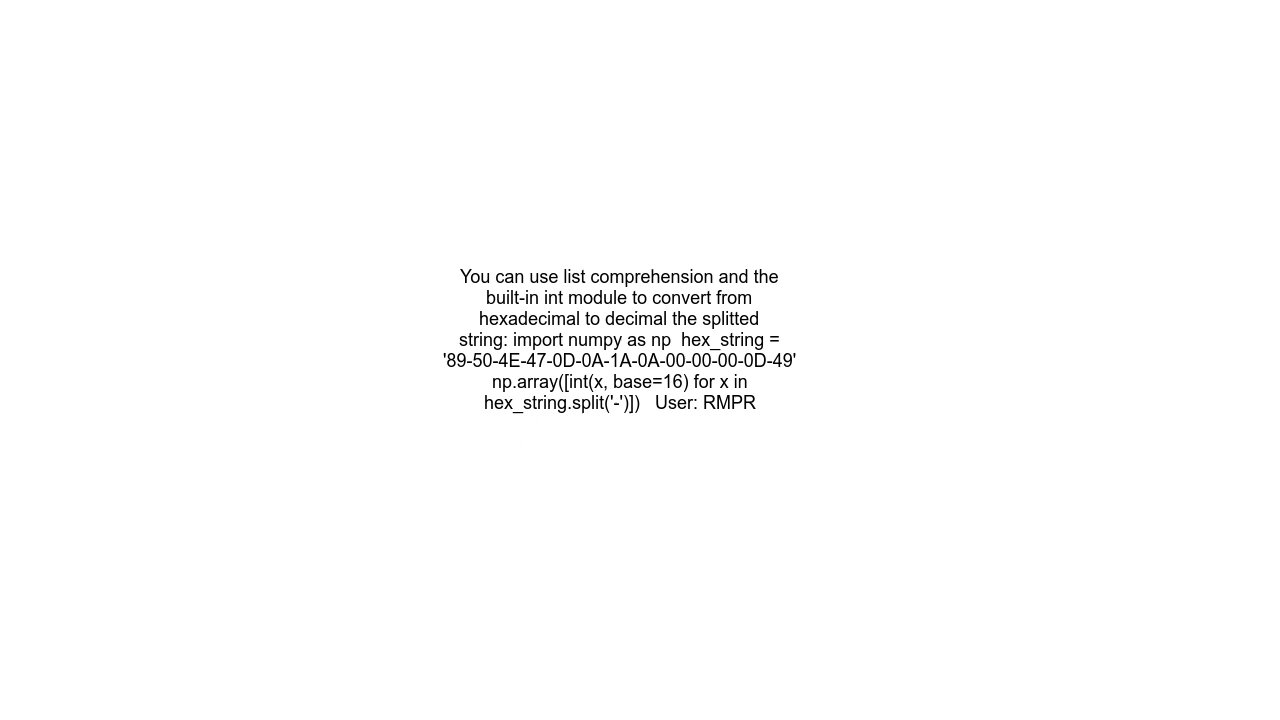 You can use list comprehension and the
built-in int module to convert from
hexadecimal to decimal the splitted
string: import numpy as np  hex_string =
'89-50-4E-47-0D-0A-1A-0A-00-00-00-0D-49'
np.array([int(x, base=16) for x in
hex_string.split('-')])   User: RMPR